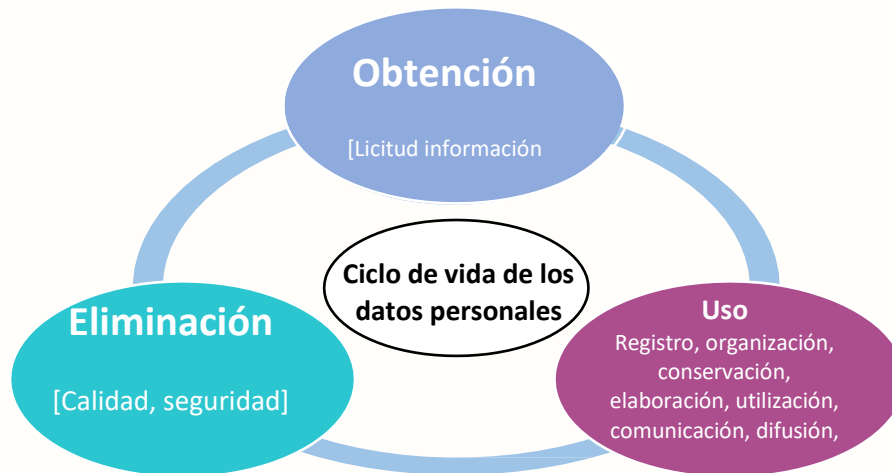 Obtención
[Licitud información
Ciclo de vida de los
datos personales
Eliminación
[Calidad, seguridad]
Uso
Registro, organización,
conservación,
elaboración, utilización,
comunicación, difusión,